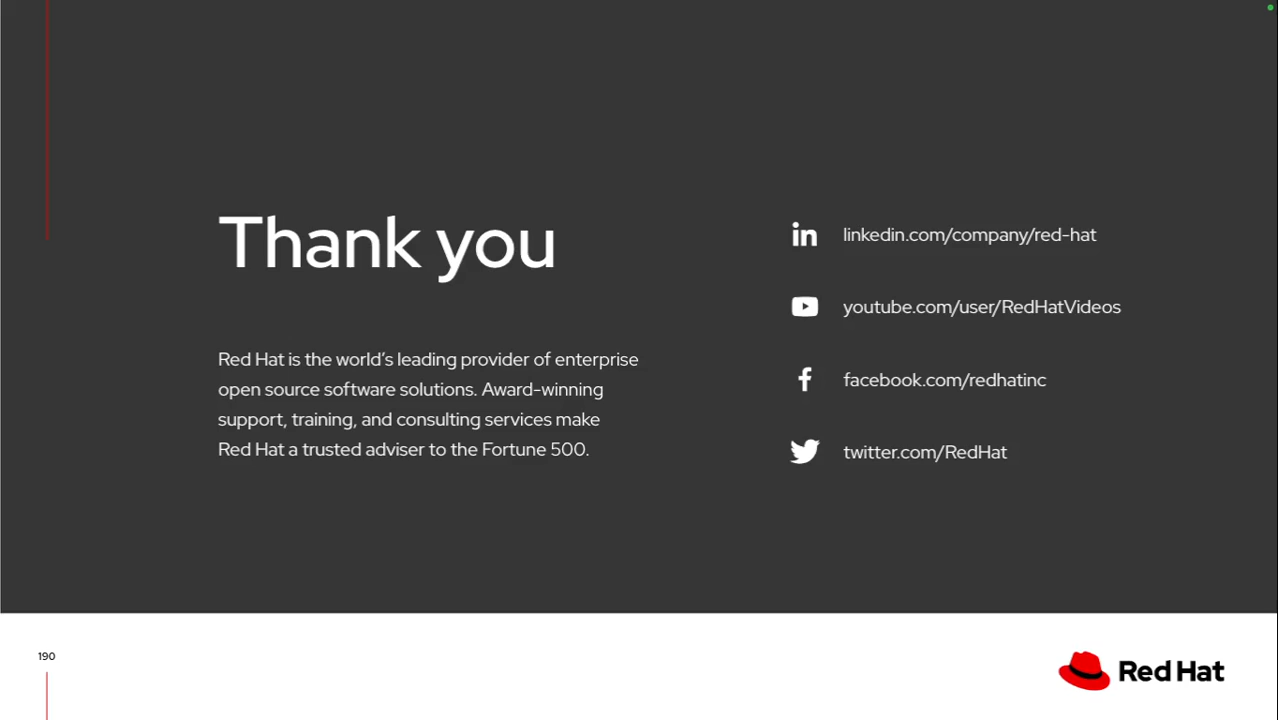 Thank you
Red Hat is the world’s leading provider of enterprise
open source software solutions. Award-winning
support, training, and consulting services make
Red Hat a trusted adviser to the Fortune 500.
linkedin.com/company/red-hat
youtube.com/user/RedHatVideos
facebook.com/redhatinc
twitter.com/RedHat
190
Red Hat